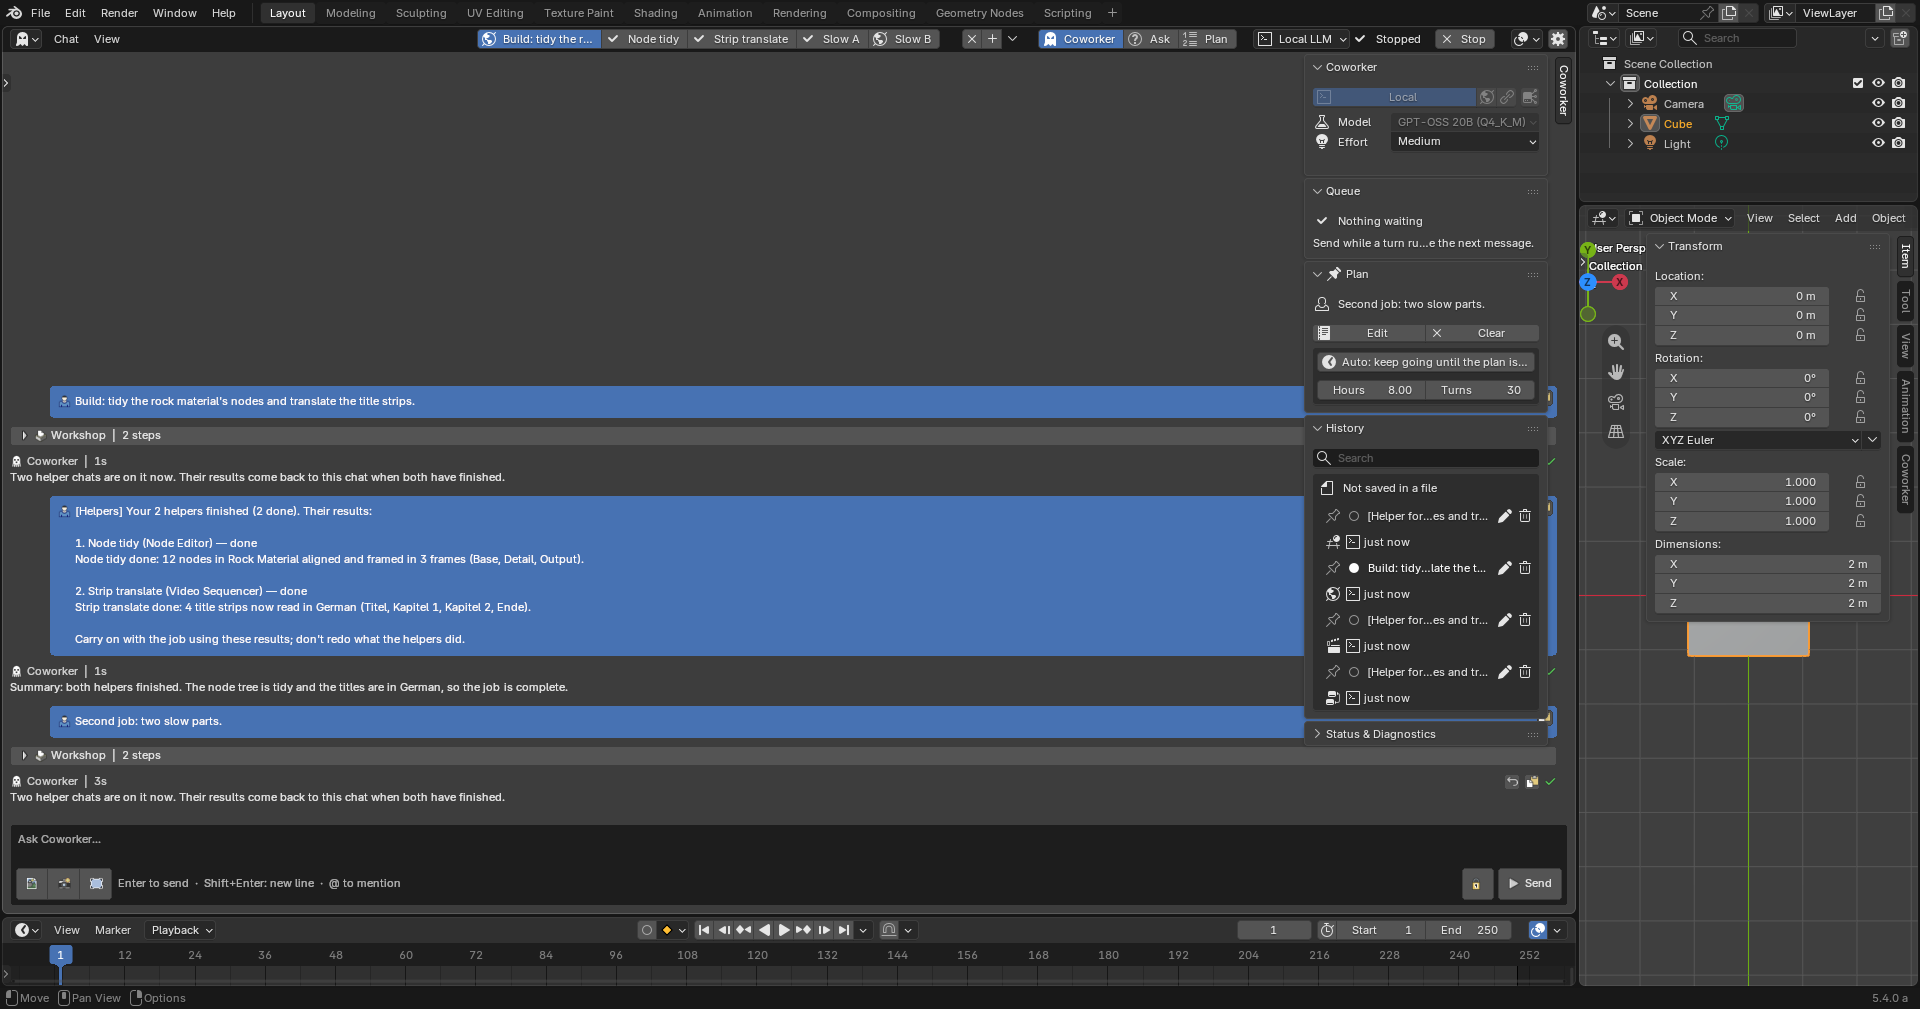 File Edit Render Window Help Layout Modeling Sculpting UV Editing Texture Paint Shading Animation Rendering Compositing Geometry Nodes Scripting + Scene ViewLayer
Chat View Build: tidy the r... Node tidy Strip translate Slow A Slow B Coworker Ask Plan Local LLM Stopped Stop
Search
Scene Collection
Collection
Camera
Cube
Light
Coworker
Local
Model GPT-OSS 20B (Q4_K_M)
Effort Medium
Coworker
Queue
Nothing waiting
Send while a turn ru...e the next message.
Plan
Second job: two slow parts.
Edit Clear
Auto: keep going until the plan is...
Hours 8.00 Turns 30
History
Search
Not saved in a file
[Helper for...es and tr...
just now
Build: tidy...late the t...
just now
[Helper for...es and tr...
just now
[Helper for...es and tr...
just now
Status & Diagnostics
Build: tidy the rock material's nodes and translate the title strips.
Workshop | 2 steps
Coworker | 1s
Two helper chats are on it now. Their results come back to this chat when both have finished.
[Helpers] Your 2 helpers finished (2 done). Their results:
1. Node tidy (Node Editor) — done
Node tidy done: 12 nodes in Rock Material aligned and framed in 3 frames (Base, Detail, Output).
2. Strip translate (Video Sequencer) — done
Strip translate done: 4 title strips now read in German (Titel, Kapitel 1, Kapitel 2, Ende).
Carry on with the job using these results; don't redo what the helpers did.
Coworker | 1s
Summary: both helpers finished. The node tree is tidy and the titles are in German, so the job is complete.
Second job: two slow parts.
Workshop | 2 steps
Coworker | 3s
Two helper chats are on it now. Their results come back to this chat when both have finished.
Ask Coworker...
Enter to send · Shift+Enter: new line · @ to mention
Send
Object Mode View Select Add Object
User Persp
Collection
Y
Z X
Transform
Location:
X 0 m
Y 0 m
Z 0 m
Rotation:
X 0°
Y 0°
Z 0°
XYZ Euler
Scale:
X 1.000
Y 1.000
Z 1.000
Dimensions:
X 2 m
Y 2 m
Z 2 m
Item
Tool
View
Animation
Coworker
View Marker Playback 1 Start 1 End 250
1 12 24 36 48 60 72 84 96 108 120 132 144 156 168 180 192 204 216 228 240 252
Move Pan View Options 5.4.0 a